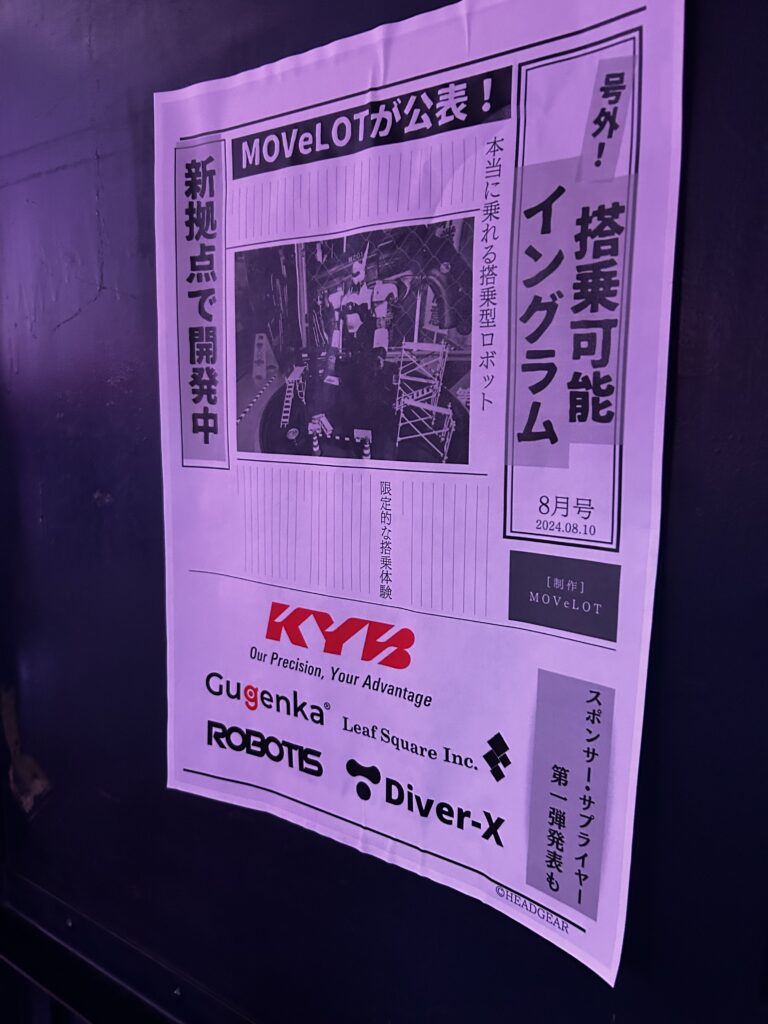 号外！
搭乗可能
イングラム
8月号
2024.08.10
MOVeLOTが公表！
本当に乗れる搭乗型ロボット
新拠点で開発中
限定的な搭乗体験
[制作]
MOVeLOT
KYB
Our Precision, Your Advantage
Gugenka®
Leaf Square Inc.
ROBOTIS
Diver-X
スポンサー・サプライヤー
第一弾発表も
©HEADGEAR